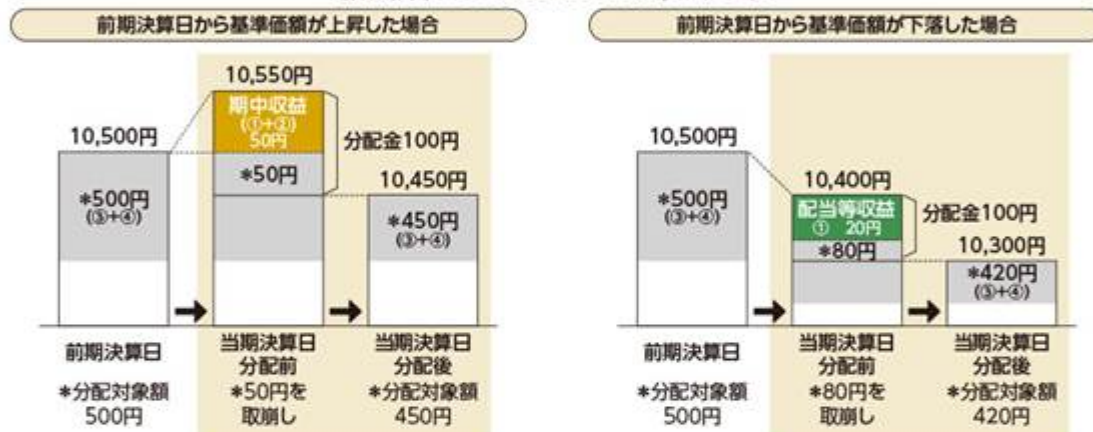 前期決算日から基準価額が上昇した場合
10,550円
期中収益
(①+②)
50円
10,500円
分配金100円
*50円
10,450円
*500円
(③+④)
*450円
(③+④)
前期決算日
当期決算日
分配前
当期決算日
分配後
*分配対象額
500円
*50円を
取崩し
*分配対象額
450円
前期決算日から基準価額が下落した場合
10,500円
*500円
(③+④)
10,400円
配当等収益
① 20円
分配金100円
*80円
10,300円
*420円
(③+④)
前期決算日
当期決算日
分配前
当期決算日
分配後
*分配対象額
500円
*80円を
取崩し
*分配対象額
420円